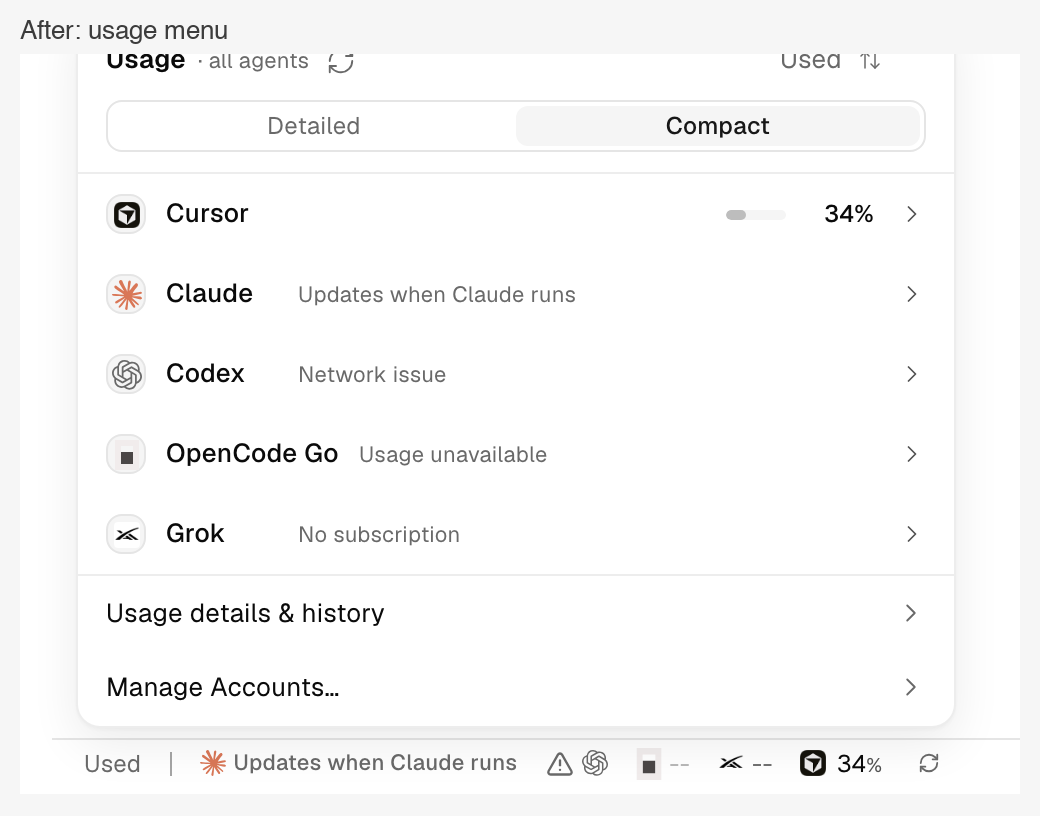 After: usage menu
Usage · all agents Used
Detailed Compact
Cursor 34%
Claude Updates when Claude runs
Codex Network issue
OpenCode Go Usage unavailable
Grok No subscription
Usage details & history
Manage Accounts…
Used | Updates when Claude runs -- -- 34%